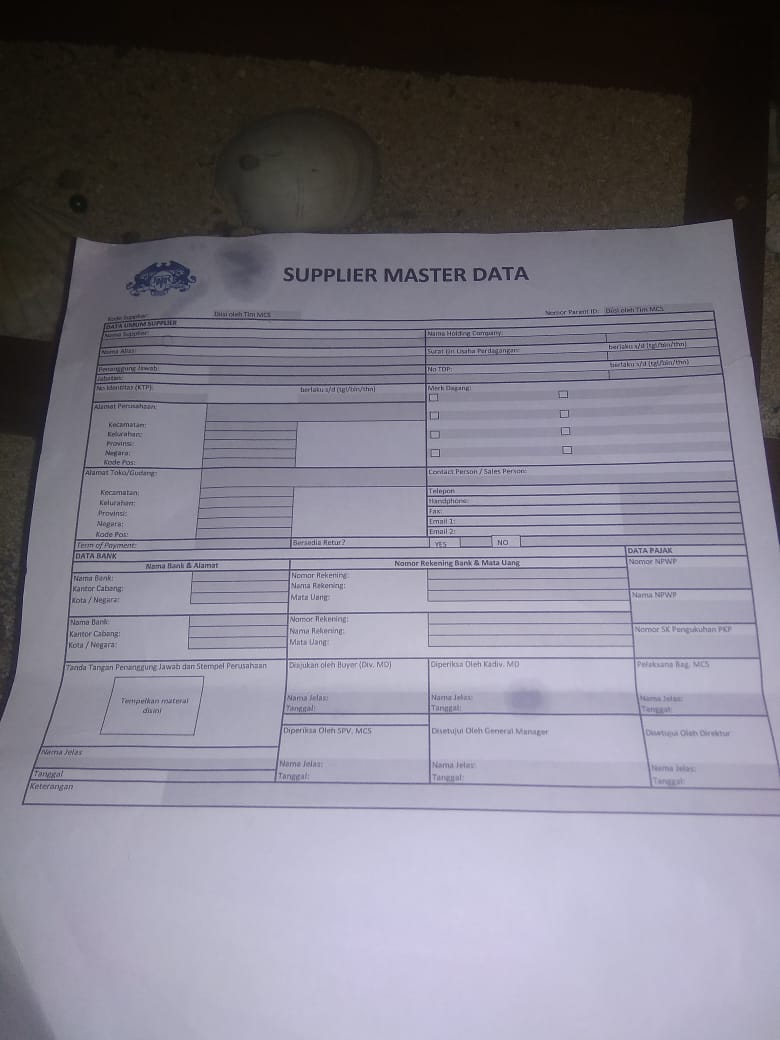 SUPPLIER MASTER DATA
Kode Supplier: Diisi oleh Tim MCS Nomor Parent ID: Diisi oleh Tim MCS
DATA UMUM SUPPLIER
Nama Supplier: Nama Holding Company:
Nama Alias: Surat Ijin Usaha Perdagangan: berlaku s/d (tgl/bln/thn)
Penanggung Jawab: No TDP: berlaku s/d (tgl/bln/thn)
Jabatan:
No Identitas (KTP): berlaku s/d (tgl/bln/thn) Merk Dagang:
Alamat Perusahaan:
Kecamatan:
Kelurahan:
Provinsi:
Negara:
Kode Pos:
Alamat Toko/Gudang: Contact Person / Sales Person:
Kecamatan: Telepon
Kelurahan: Handphone:
Provinsi: Fax:
Negara: Email 1:
Kode Pos: Email 2:
Term of Payment: Bersedia Retur? YES NO
DATA BANK DATA PAJAK
Nama Bank & Alamat Nomor Rekening Bank & Mata Uang Nomor NPWP
Nama Bank: Nomor Rekening:
Kantor Cabang: Nama Rekening:
Kota / Negara: Mata Uang: Nama NPWP
Nama Bank: Nomor Rekening:
Kantor Cabang: Nama Rekening: Nomor SK Pengukuhan PKP
Kota / Negara: Mata Uang:
Tanda Tangan Penanggung Jawab dan Stempel Perusahaan Diajukan oleh Buyer (Div. MD) Diperiksa Oleh Kadiv. MD Pelaksana Bag. MCS
Tempelkan materai
disini
Nama Jelas: Nama Jelas: Nama Jelas:
Tanggal: Tanggal: Tanggal:
Diperiksa Oleh SPV. MCS Disetujui Oleh General Manager Disetujui Oleh Direktur
Nama Jelas Nama Jelas: Nama Jelas: Nama Jelas:
Tanggal Tanggal: Tanggal: Tanggal:
Keterangan